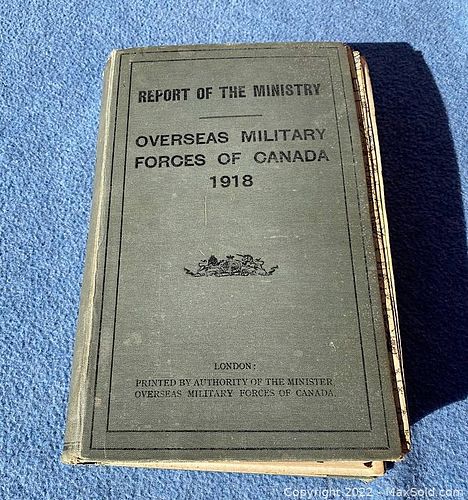 REPORT OF THE MINISTRY
OVERSEAS MILITARY
FORCES OF CANADA
1918
LONDON:
PRINTED BY AUTHORITY OF THE MINISTER
OVERSEAS MILITARY FORCES OF CANADA
Copyright 2022 - MaxSold.com